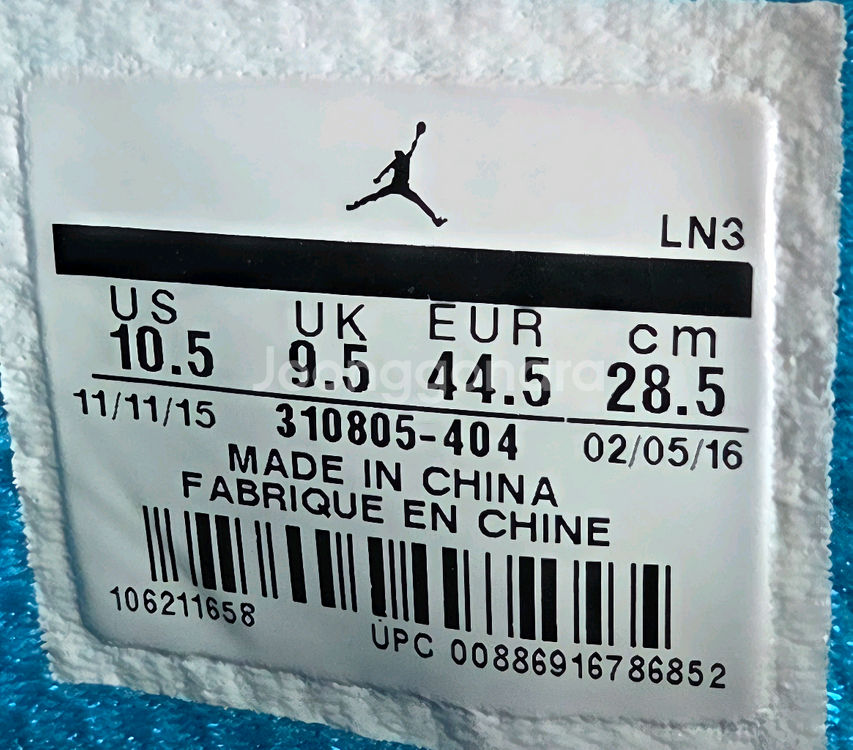 LN3
US UK EUR cm
10.5 9.5 44.5 28.5
Joonggonara
11/11/15 310805-404 02/05/16
MADE IN CHINA
FABRIQUE EN CHINE
106211658
UPC 00886916786852